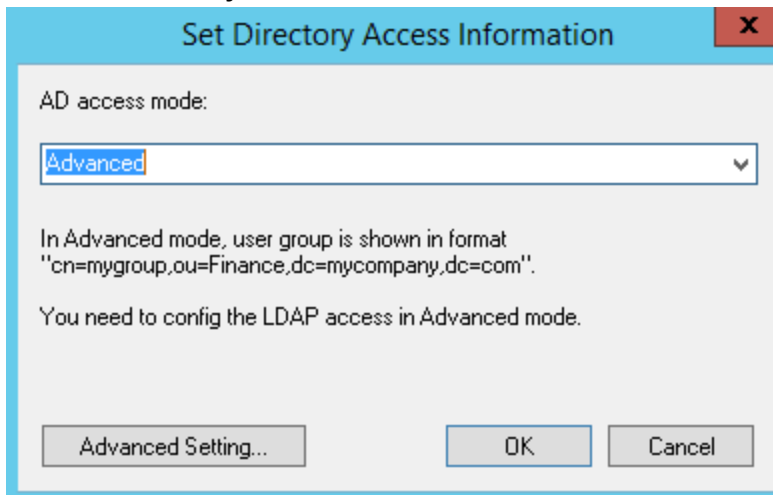 Set Directory Access Information
x
AD access mode:
Advanced
In Advanced mode, user group is shown in format
"cn=mygroup,ou=Finance,dc=mycompany,dc=com".
You need to config the LDAP access in Advanced mode.
Advanced Setting... OK Cancel